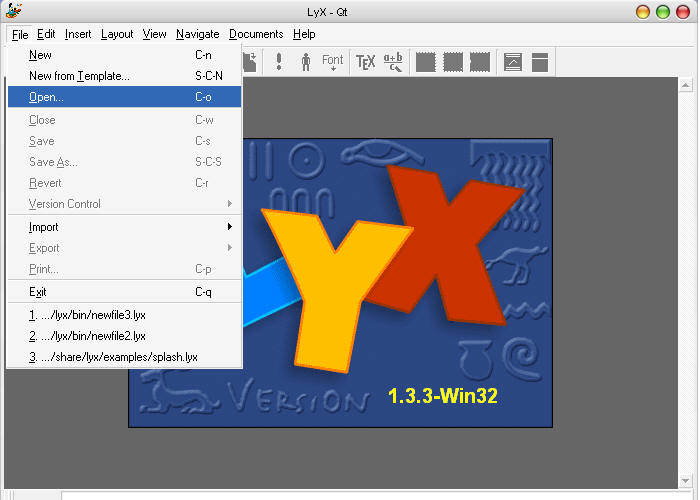 LyX - Qt
File Edit Insert Layout View Navigate Documents Help
New C-n
New from Template... S-C-N
Open... C-o
Close C-w
Save C-s
Save As... S-C-S
Revert C-r
Version Control
Import
Export
Print... C-p
Exit C-q
1. .../lyx/bin/newfile3.lyx
2. .../lyx/bin/newfile2.lyx
3. .../share/lyx/examples/splash.lyx
! Font TEX a+b c
YX
VERSION 1.3.3-Win32